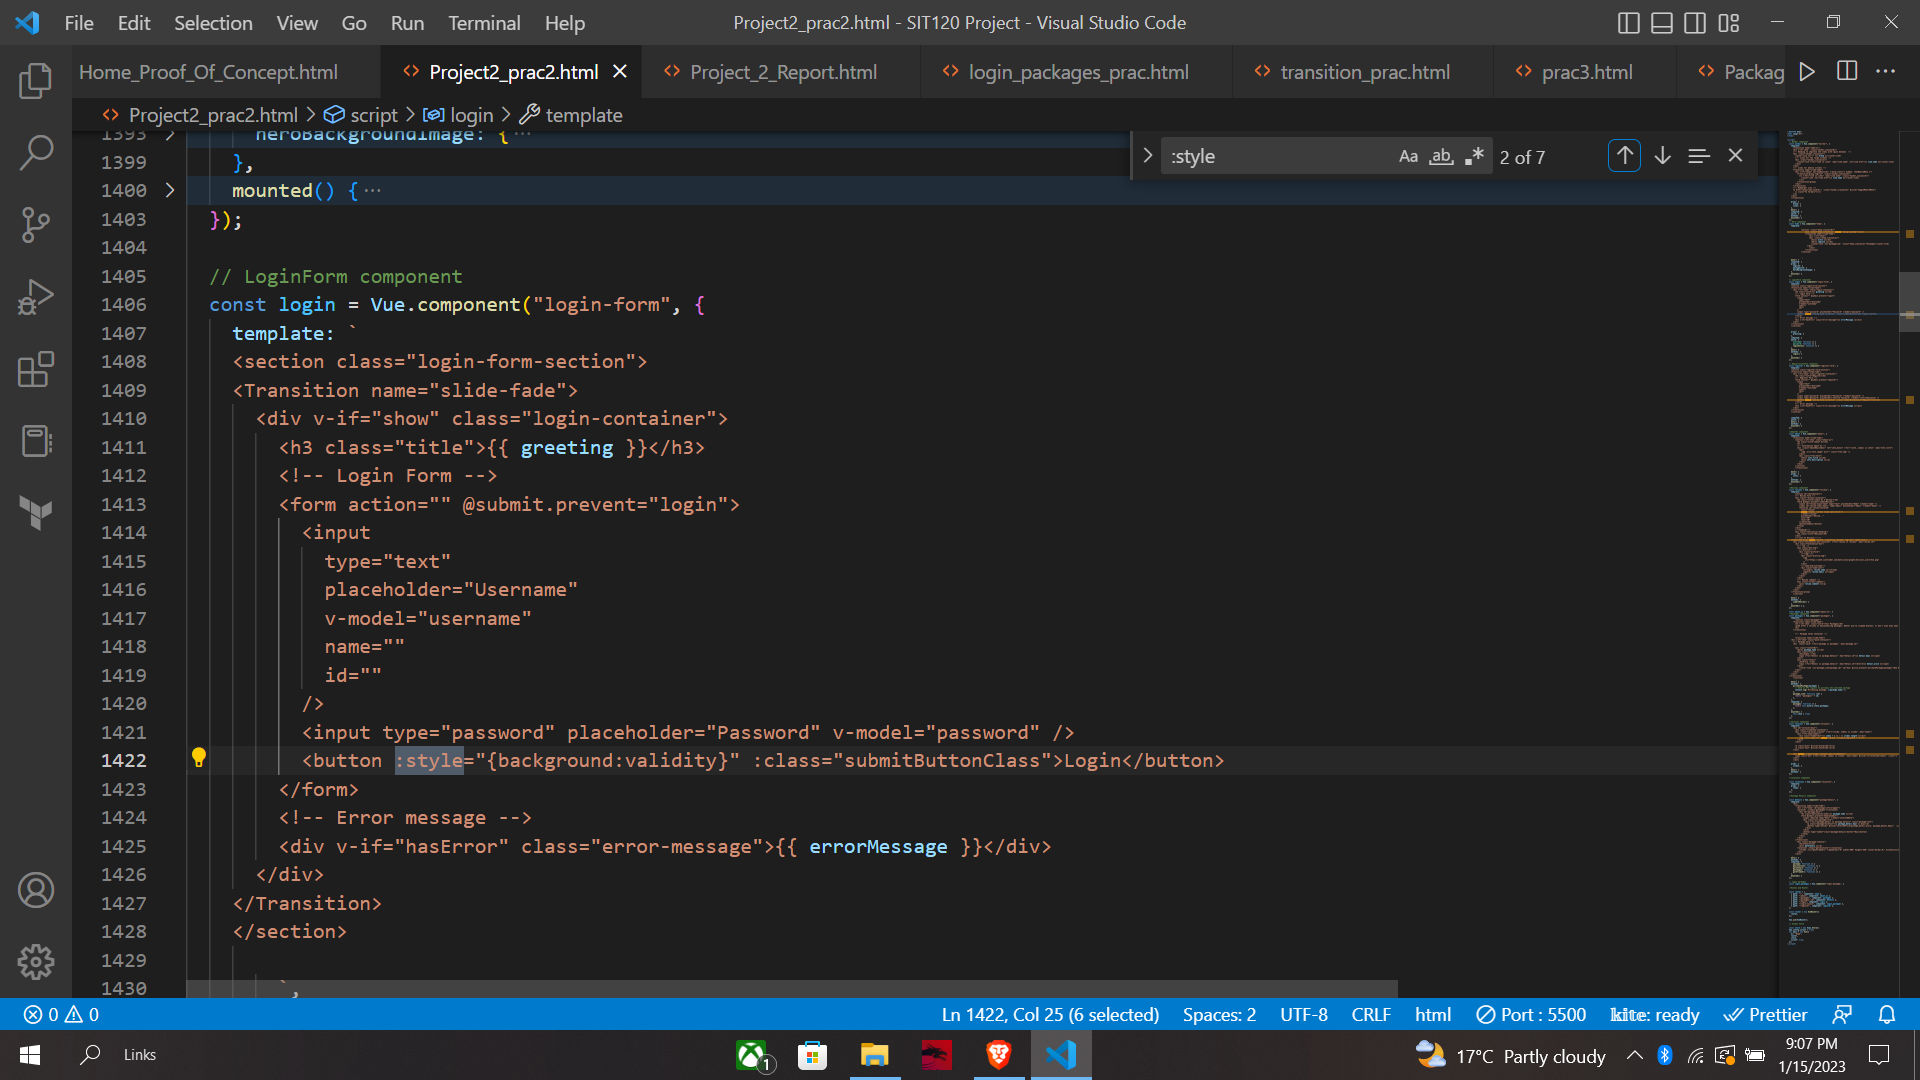 File Edit Selection View Go Run Terminal Help Project2_prac2.html - SIT120 Project - Visual Studio Code
Home_Proof_Of_Concept.html Project2_prac2.html Project_2_Report.html login_packages_prac.html transition_prac.html prac3.html Packag
Project2_prac2.html > script > login > template
1393 heroBackgroundImage: { ...
:style Aa ab 2 of 7
1399 },
1400 mounted() { ...
1403 });
1404
1405 // LoginForm component
1406 const login = Vue.component("login-form", {
1407 template: `
1408 <section class="login-form-section">
1409 <Transition name="slide-fade">
1410 <div v-if="show" class="login-container">
1411 <h3 class="title">{{ greeting }}</h3>
1412 <!-- Login Form -->
1413 <form action="" @submit.prevent="login">
1414 <input
1415 type="text"
1416 placeholder="Username"
1417 v-model="username"
1418 name=""
1419 id=""
1420 />
1421 <input type="password" placeholder="Password" v-model="password" />
1422 <button :style="{background:validity}" :class="submitButtonClass">Login</button>
1423 </form>
1424 <!-- Error message -->
1425 <div v-if="hasError" class="error-message">{{ errorMessage }}</div>
1426 </div>
1427 </Transition>
1428 </section>
1429
1430 `,
0 0 Ln 1422, Col 25 (6 selected) Spaces: 2 UTF-8 CRLF html Port : 5500 kite: ready Prettier
Links 1 17°C Partly cloudy 9:07 PM
1/15/2023